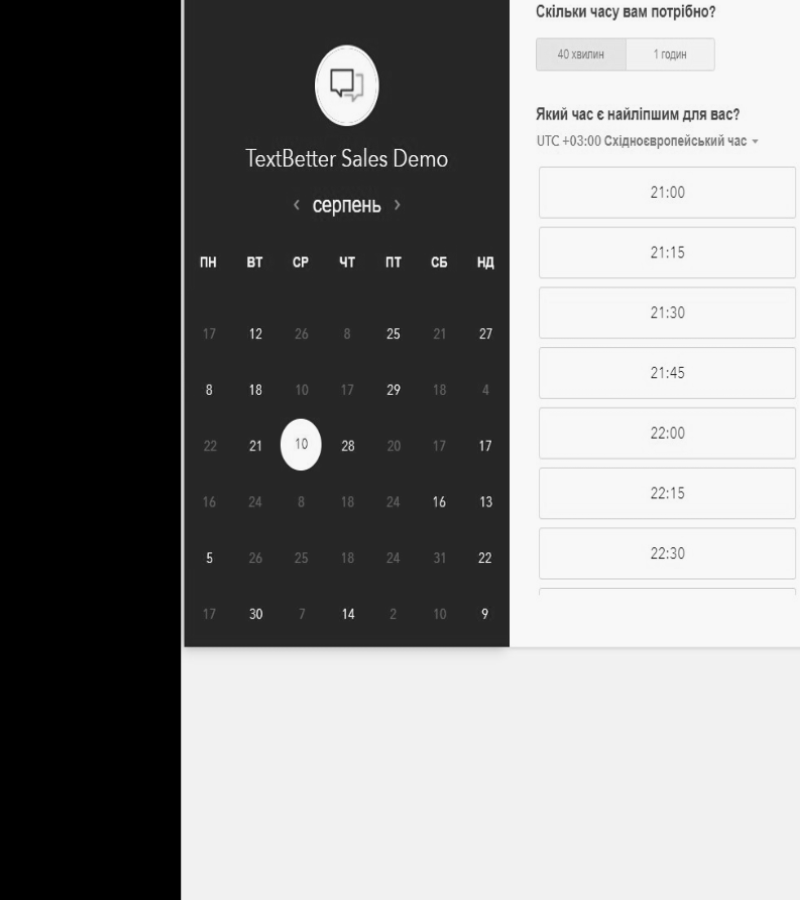 TextBetter Sales Demo
‹ серпень ›
ПН ВТ СР ЧТ ПТ СБ НД
17 12 26 8 25 21 27
8 18 10 17 29 18 4
22 21 10 28 20 17 17
16 24 8 18 24 16 13
5 26 25 18 24 31 22
17 30 7 14 2 10 9
Скільки часу вам потрібно?
40 хвилин 1 годин
Який час є найліпшим для вас?
UTC +03:00 Східноєвропейський час
21:00
21:15
21:30
21:45
22:00
22:15
22:30